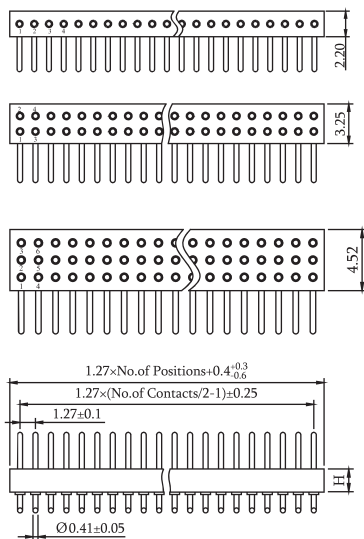 1 2 3 4
2.20
2 4
1 3
3.25
3 6
2 5
1 4
4.52
1.27×No.of Positions+0.4 +0.3 -0.6
1.27×(No.of Contacts/2-1)±0.25
1.27±0.1
H
Ø0.41±0.05